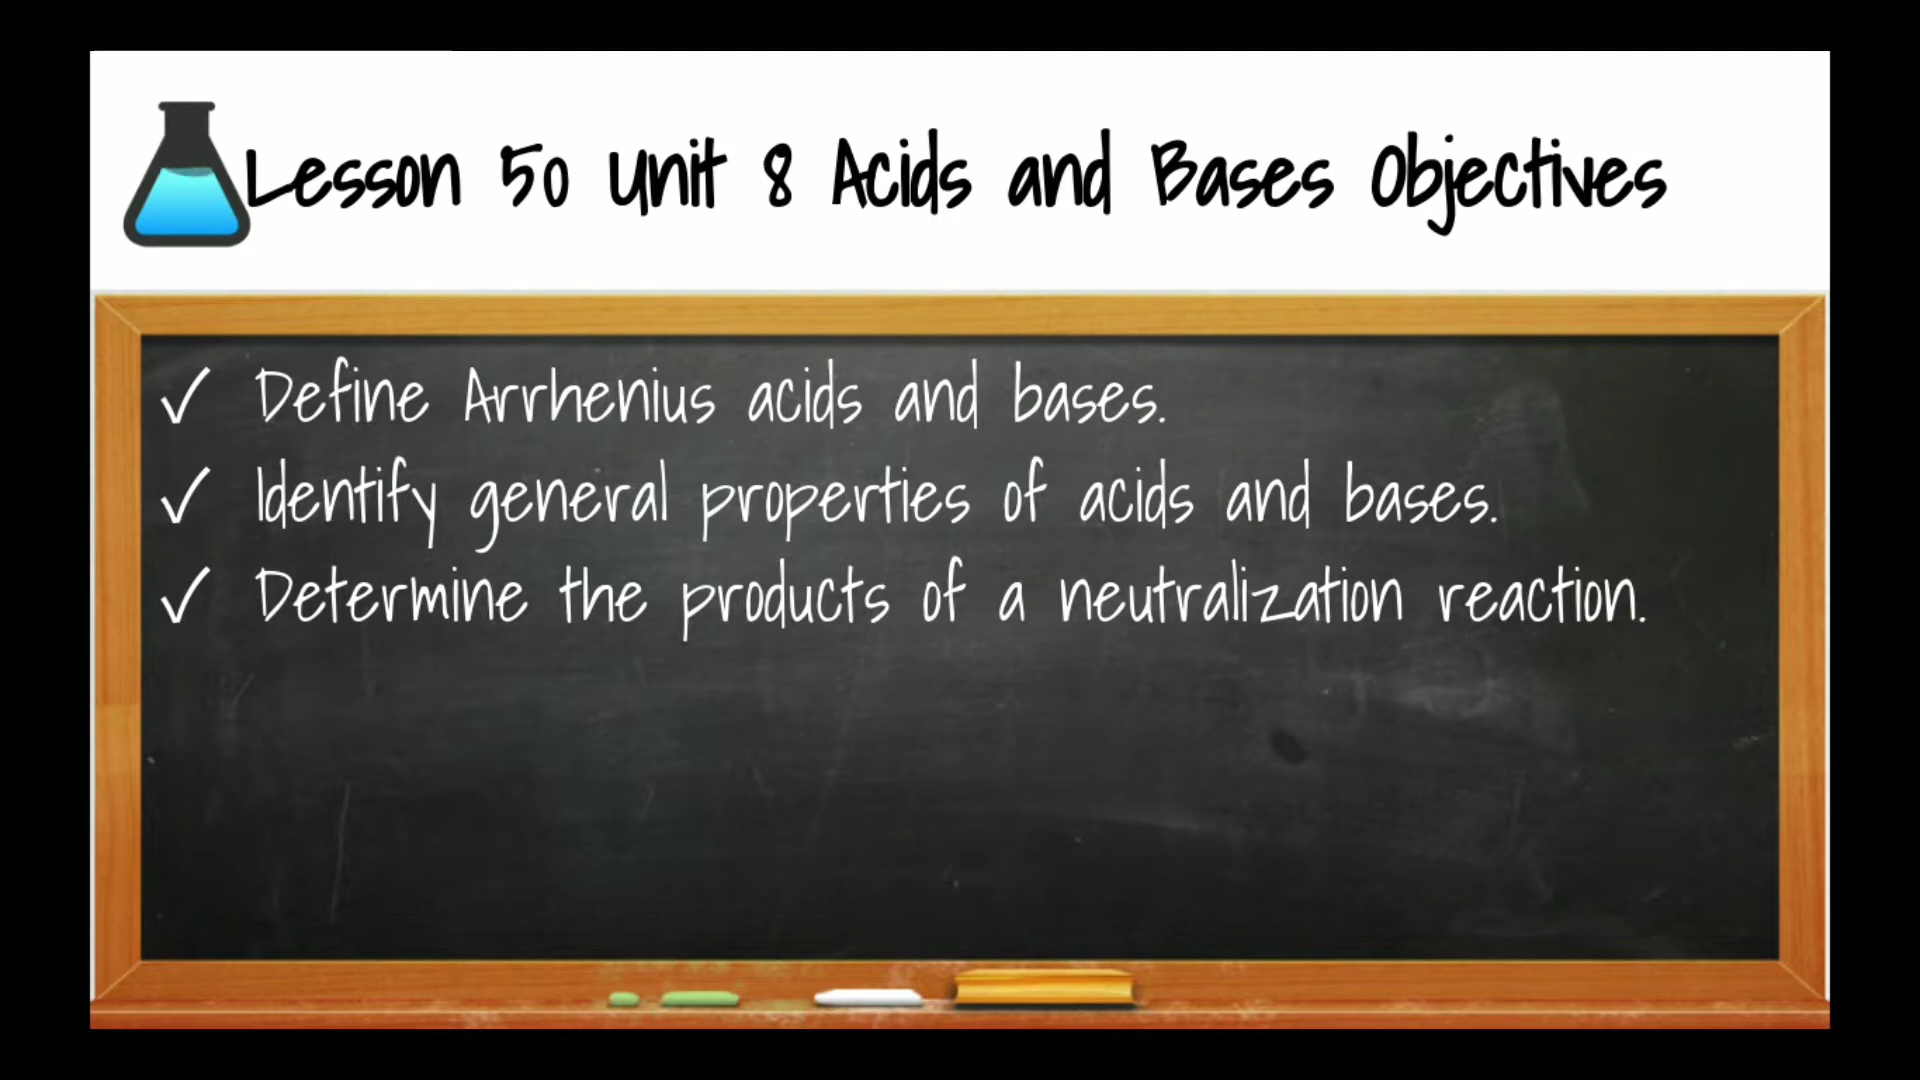 Lesson 50 Unit 8 Acids and Bases Objectives
✓ Define Arrhenius acids and bases.
✓ Identify general properties of acids and bases.
✓ Determine the products of a neutralization reaction.